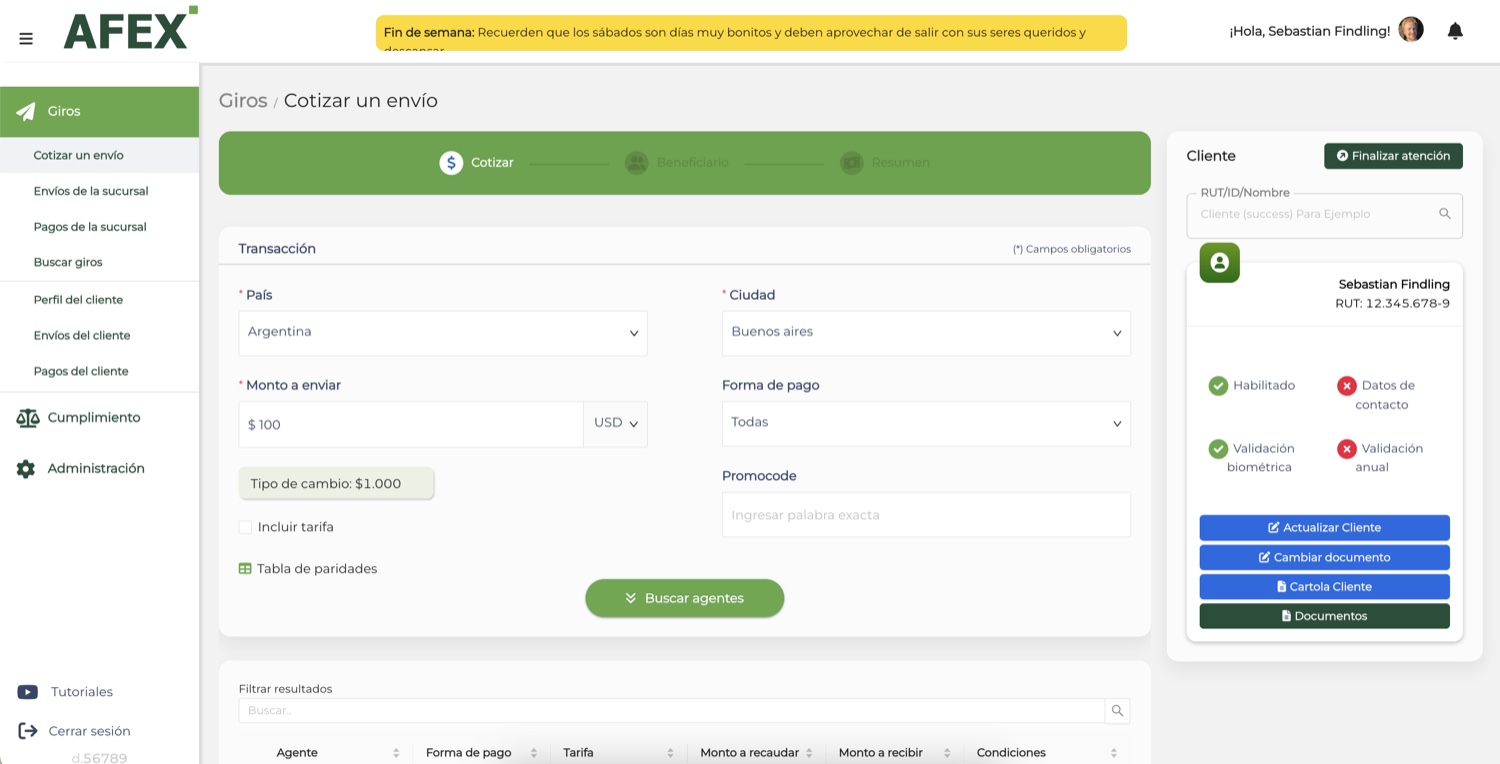 AFEX
Fin de semana: Recuerden que los sábados son días muy bonitos y deben aprovechar de salir con sus seres queridos y
descansar
¡Hola, Sebastian Findling!
Giros
Cotizar un envío
Envíos de la sucursal
Pagos de la sucursal
Buscar giros
Perfil del cliente
Envíos del cliente
Pagos del cliente
Cumplimiento
Administración
Tutoriales
Cerrar sesión
d.56789
Giros / Cotizar un envío
$ Cotizar
Beneficiario
Resumen
Transacción
(*) Campos obligatorios
* País
Argentina
* Ciudad
Buenos aires
* Monto a enviar
$ 100
USD
Forma de pago
Todas
Tipo de cambio: $1.000
Promocode
Ingresar palabra exacta
Incluir tarifa
Tabla de paridades
Buscar agentes
Filtrar resultados
Buscar..
Agente
Forma de pago
Tarifa
Monto a recaudar
Monto a recibir
Condiciones
Cliente
Finalizar atención
RUT/ID/Nombre
Cliente (success) Para Ejemplo
Sebastian Findling
RUT: 12.345.678-9
Habilitado
Datos de
contacto
Validación
biométrica
Validación
anual
Actualizar Cliente
Cambiar documento
Cartola Cliente
Documentos